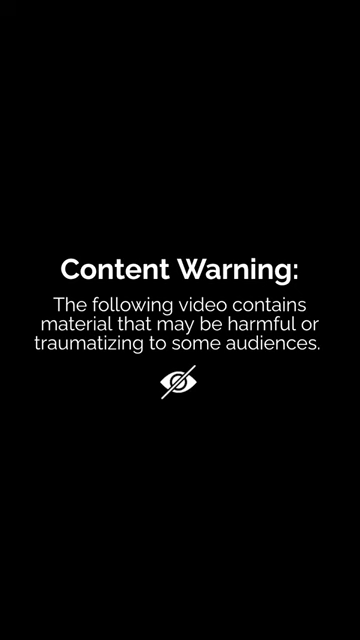 Content Warning:
The following video contains
material that may be harmful or
traumatizing to some audiences.